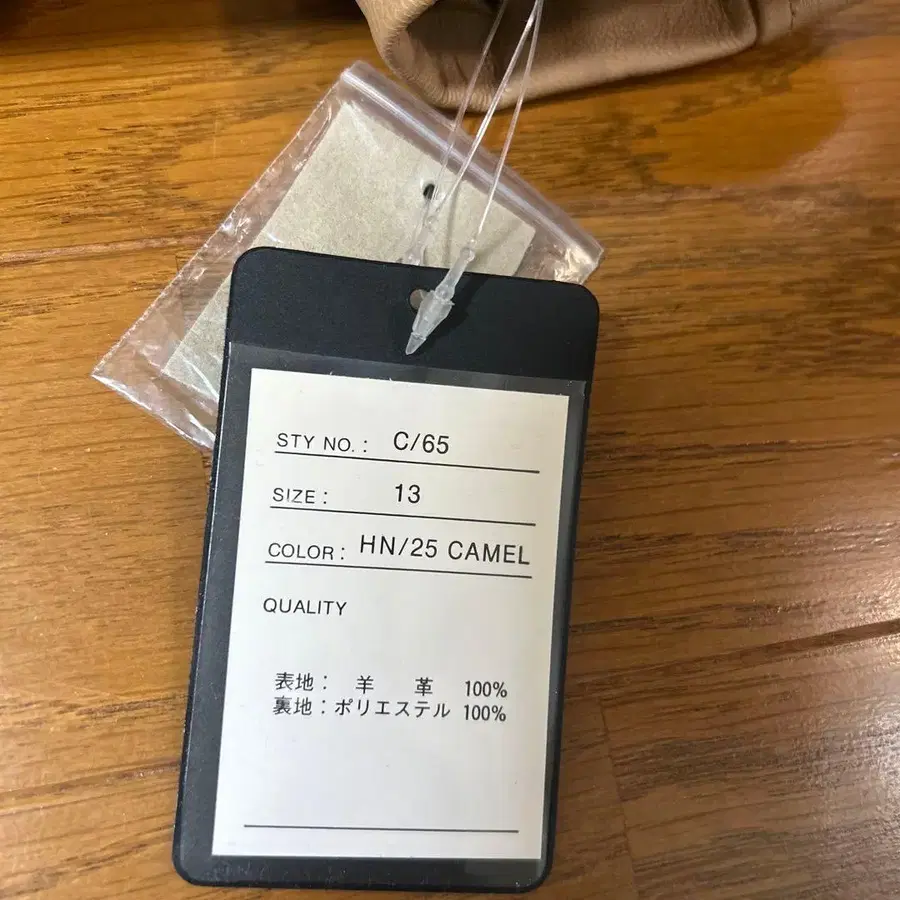 STY NO. : C/65
SIZE : 13
COLOR : HN/25 CAMEL
QUALITY
表地 : 羊 革 100%
裏地 : ポリエステル 100%